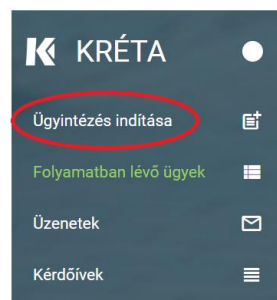 KRÉTA
Ügyintézés indítása
Folyamatban lévő ügyek
Üzenetek
Kérdőívek